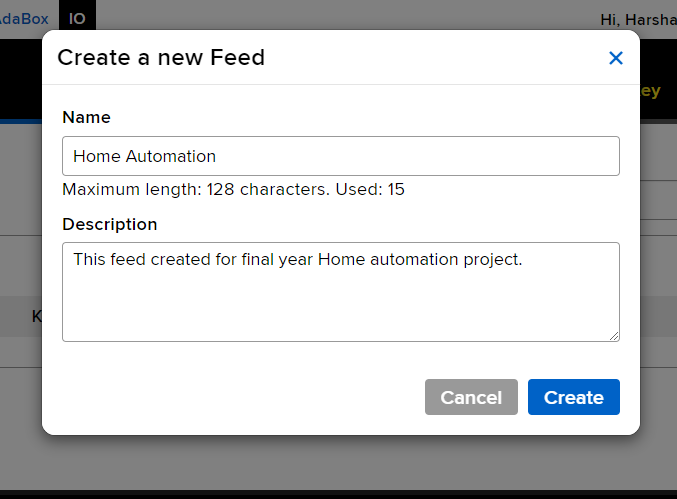 daBox IO Hi, Harsha
Create a new Feed
ey
Name
Home Automation
Maximum length: 128 characters. Used: 15
Description
This feed created for final year Home automation project.
K
Cancel Create